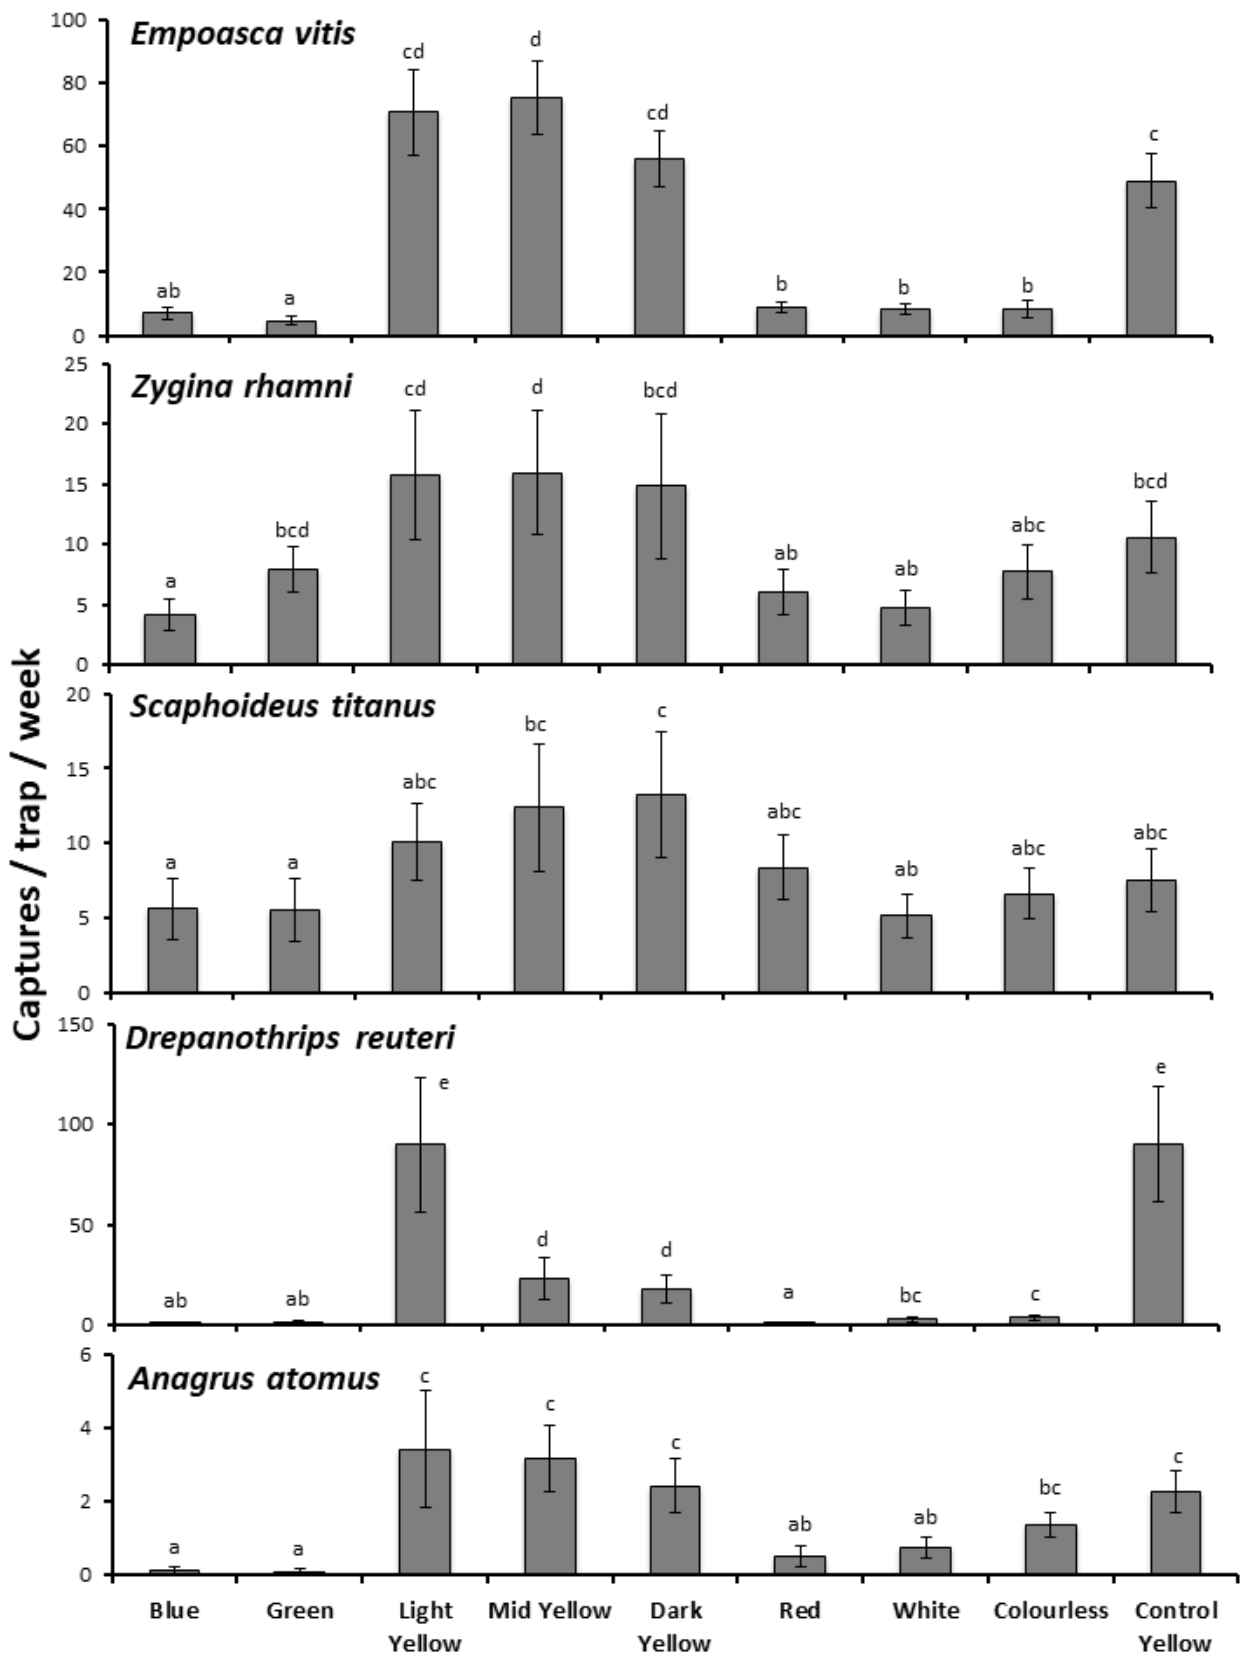 Captures / trap / week
Empoasca vitis
100
80
60
40
20
0
ab
a
cd
d
cd
b
b
b
c
Zygina rhamni
25
20
15
10
5
0
a
bcd
cd
d
bcd
ab
ab
abc
bcd
Scaphoideus titanus
20
15
10
5
0
a
a
abc
bc
c
abc
ab
abc
abc
Drepanothrips reuteri
150
100
50
0
ab
ab
e
d
d
a
bc
c
e
Anagrus atomus
6
4
2
0
a
a
c
c
c
ab
ab
bc
c
Blue
Green
Light
Yellow
Mid Yellow
Dark
Yellow
Red
White
Colourless
Control
Yellow